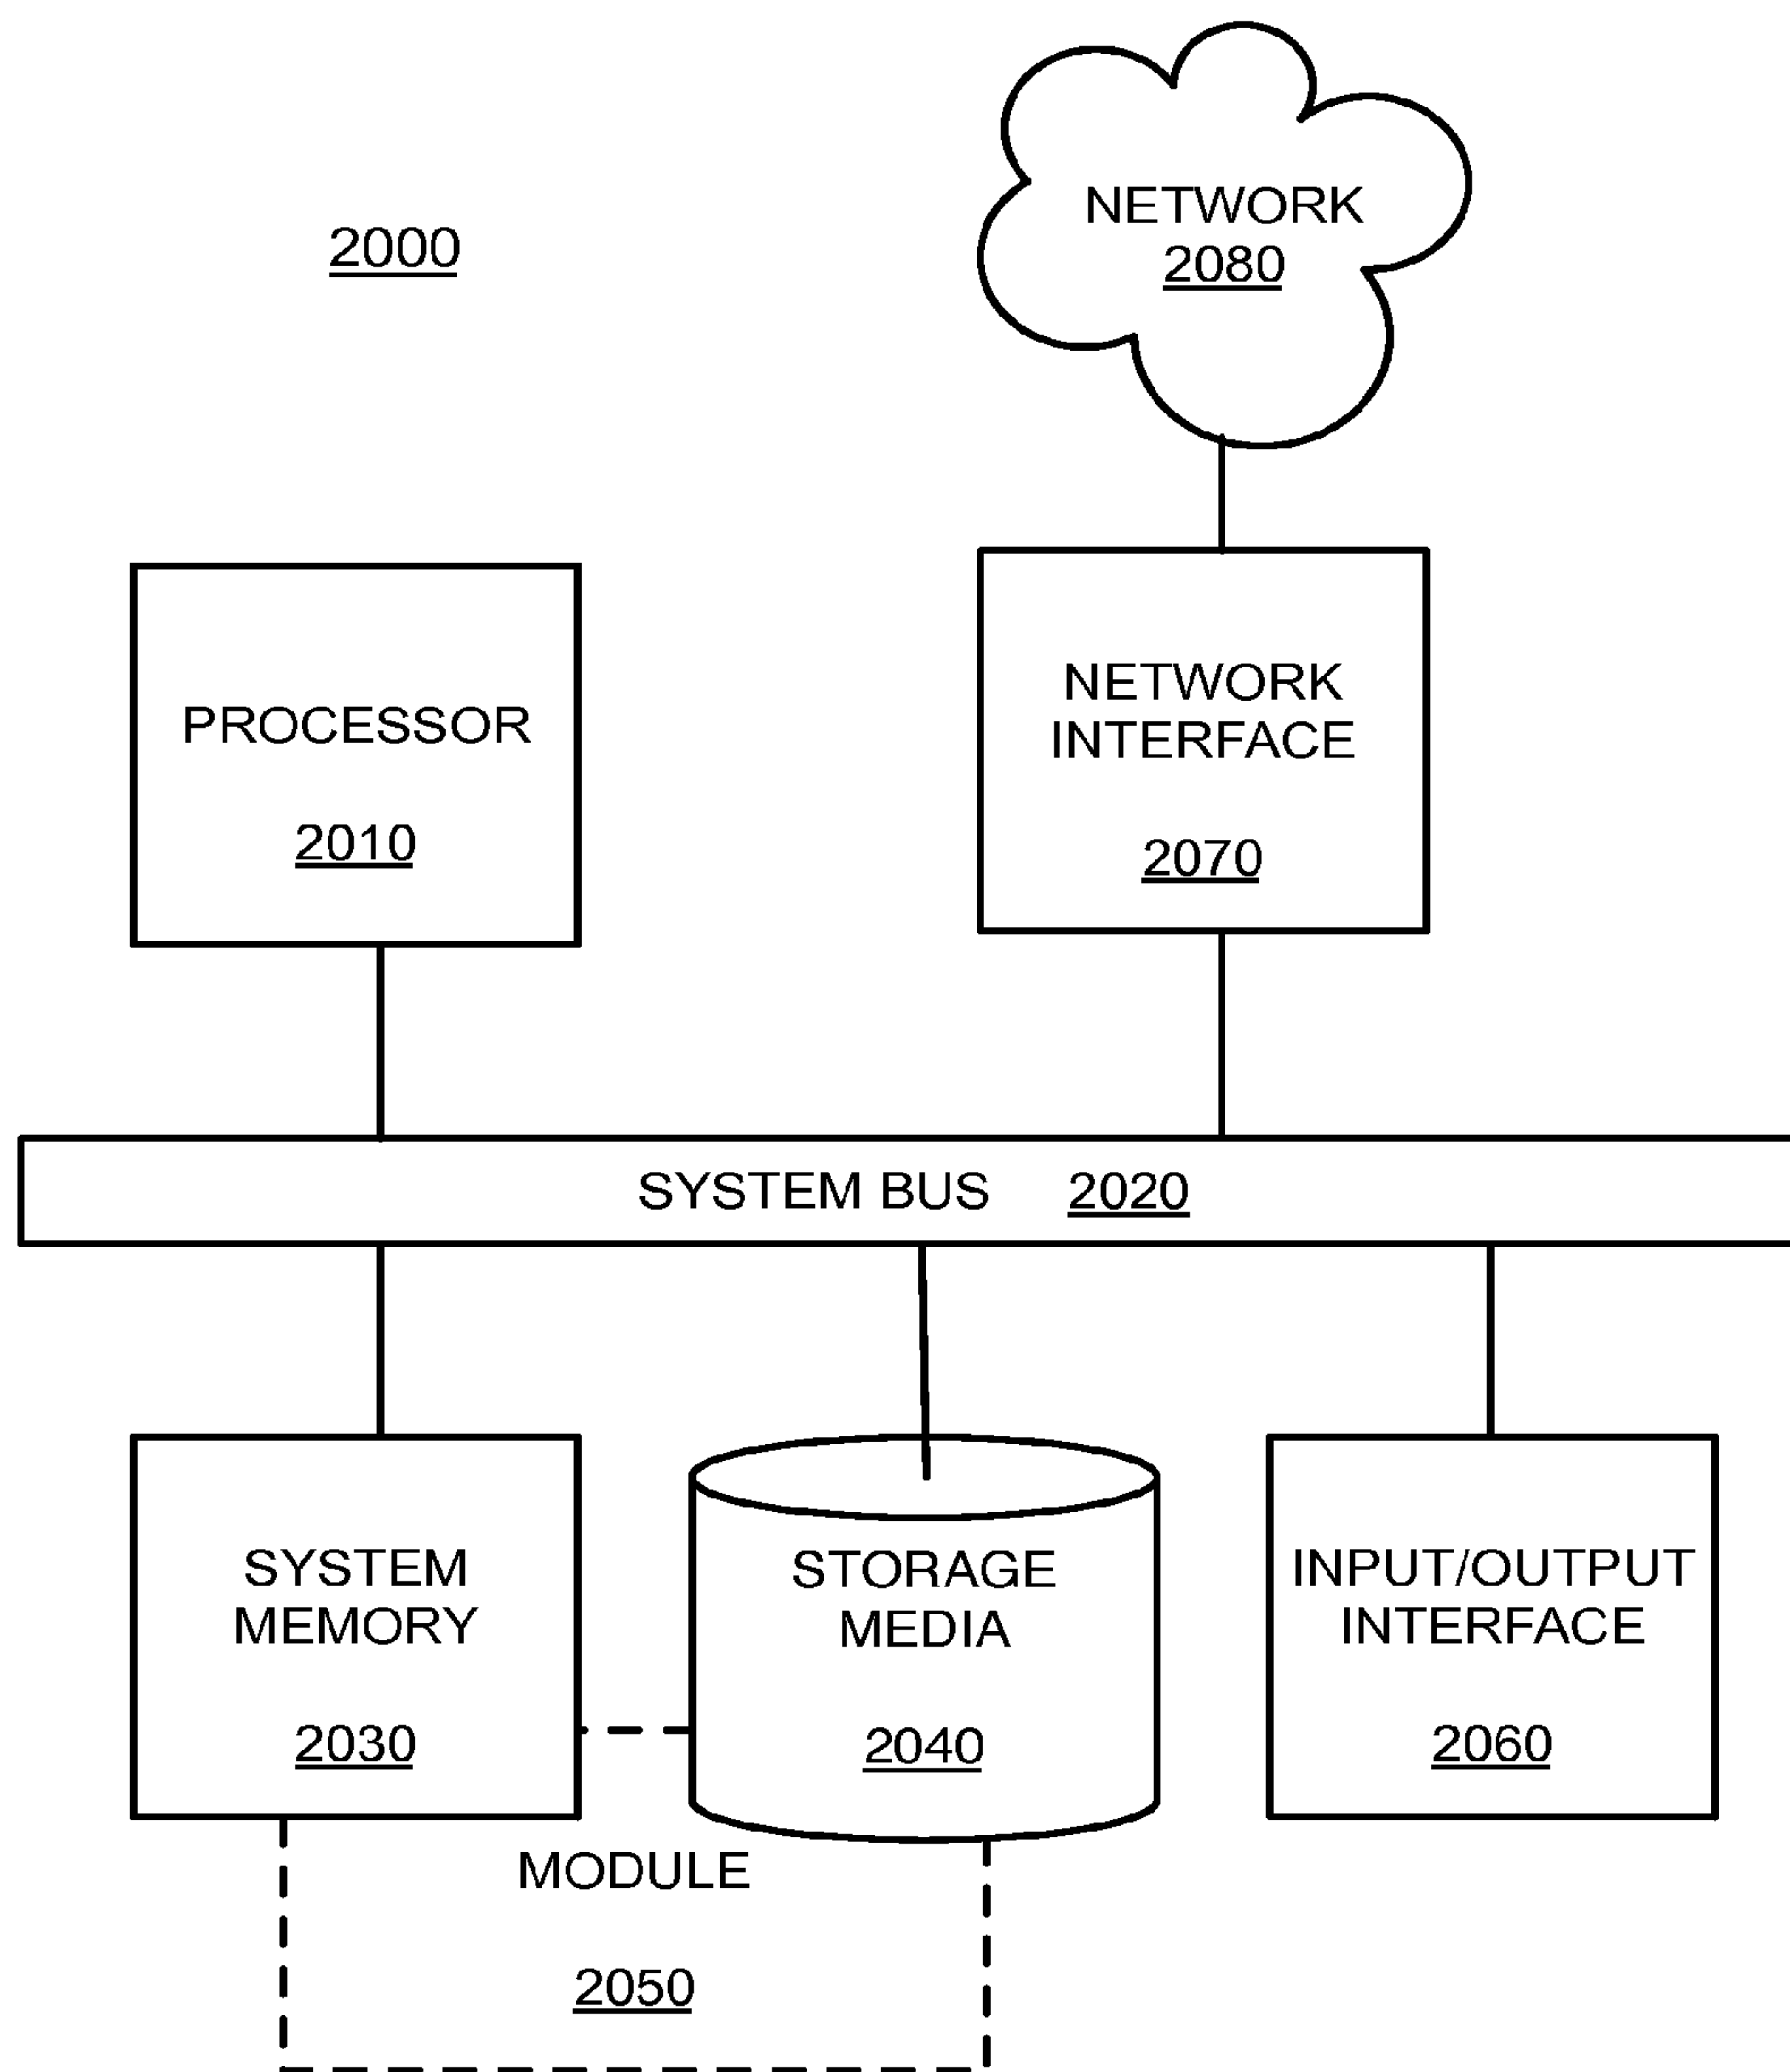 NETWORK
2080
2000
PROCESSOR
2010
NETWORK
INTERFACE
2070
SYSTEM BUS 2020
SYSTEM
MEMORY
2030
STORAGE
MEDIA
2040
INPUT/OUTPUT
INTERFACE
2060
MODULE
2050